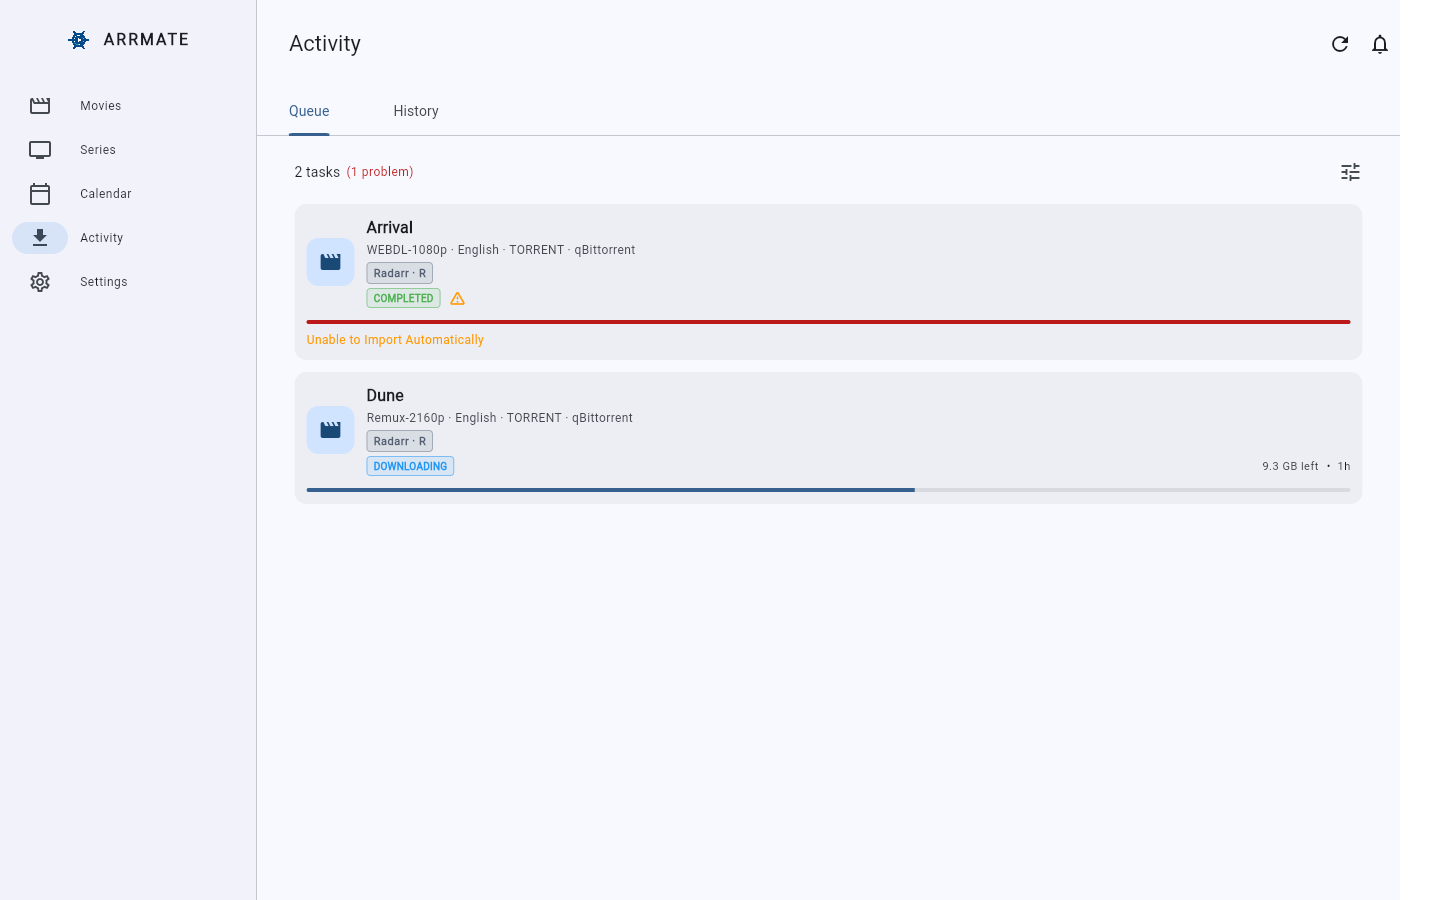 ARRMATE
Movies
Series
Calendar
Activity
Settings
Activity
Queue
History
2 tasks (1 problem)
Arrival
WEBDL-1080p · English · TORRENT · qBittorrent
Radarr · R
COMPLETED
Unable to Import Automatically
Dune
Remux-2160p · English · TORRENT · qBittorrent
Radarr · R
DOWNLOADING
9.3 GB left • 1h